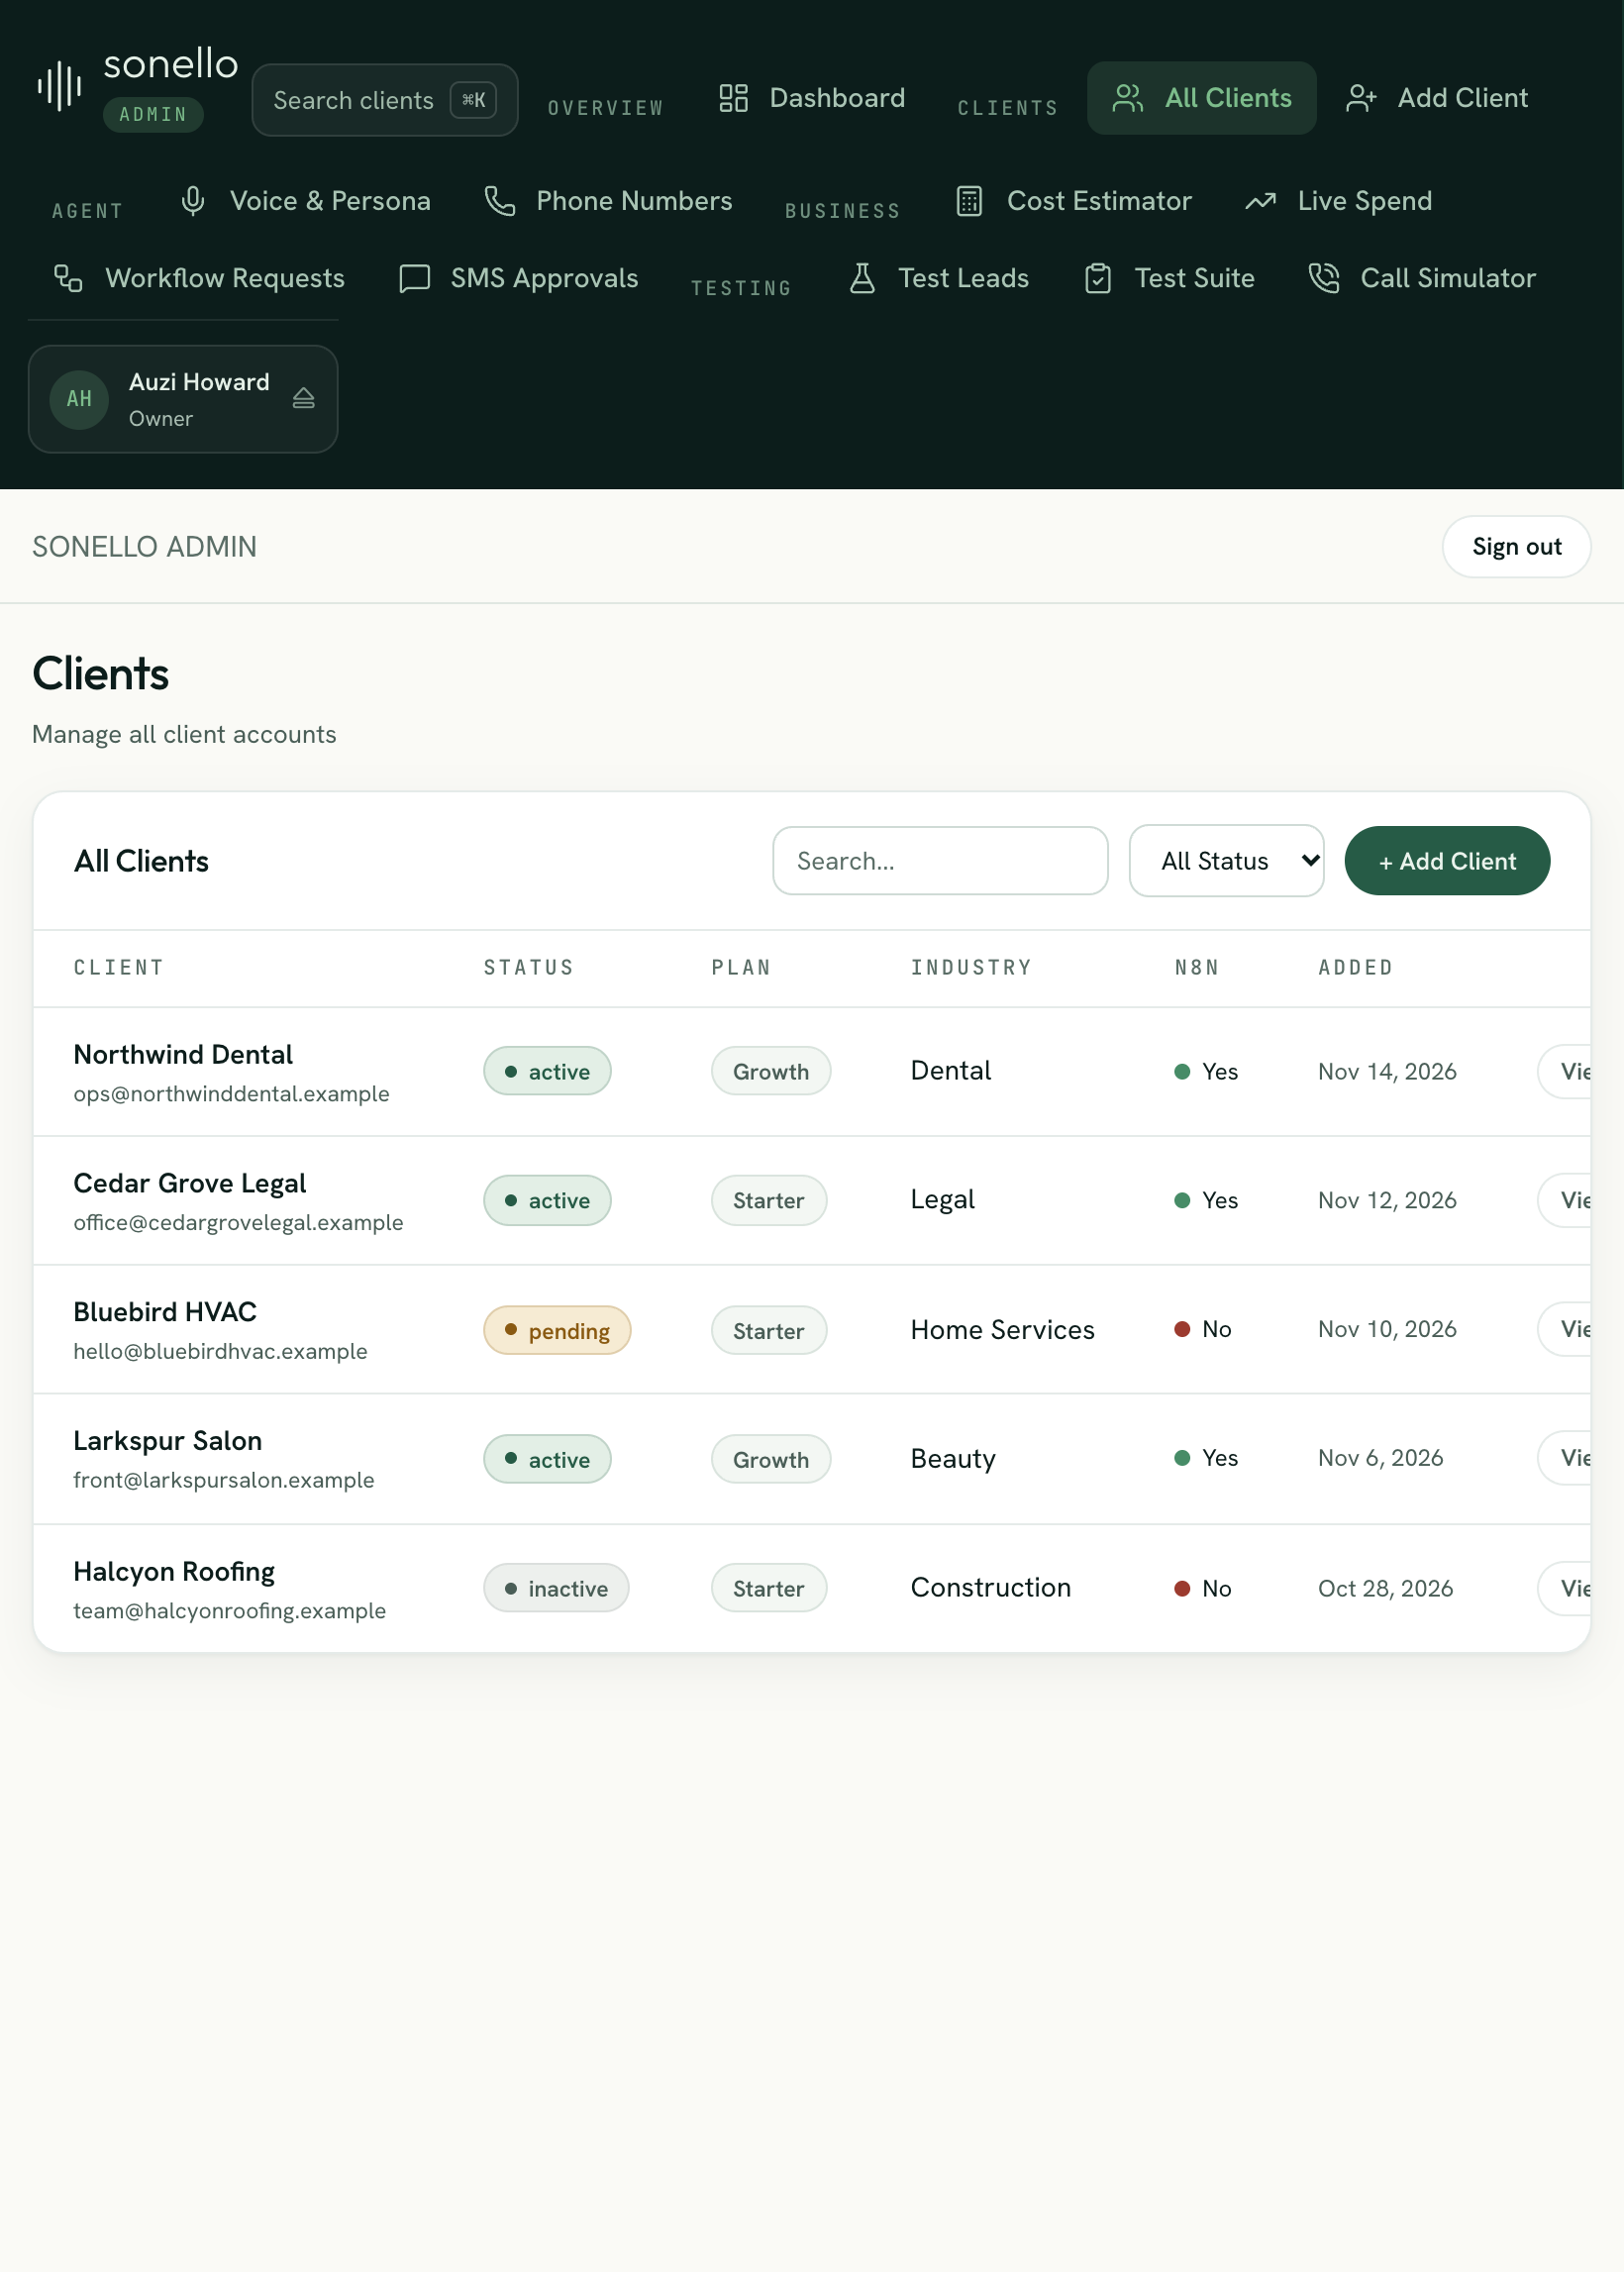 sonello
ADMIN
Search clients ⌘K
OVERVIEW
Dashboard
CLIENTS
All Clients
Add Client
AGENT
Voice & Persona
Phone Numbers
BUSINESS
Cost Estimator
Live Spend
Workflow Requests
SMS Approvals
TESTING
Test Leads
Test Suite
Call Simulator
AH
Auzi Howard
Owner
SONELLO ADMIN
Sign out
Clients
Manage all client accounts
All Clients
Search...
All Status
+ Add Client
CLIENT STATUS PLAN INDUSTRY N8N ADDED
Northwind Dental
ops@northwinddental.example
active Growth Dental Yes Nov 14, 2026 Vie
Cedar Grove Legal
office@cedargrovelegal.example
active Starter Legal Yes Nov 12, 2026 Vie
Bluebird HVAC
hello@bluebirdhvac.example
pending Starter Home Services No Nov 10, 2026 Vie
Larkspur Salon
front@larkspursalon.example
active Growth Beauty Yes Nov 6, 2026 Vie
Halcyon Roofing
team@halcyonroofing.example
inactive Starter Construction No Oct 28, 2026 Vie